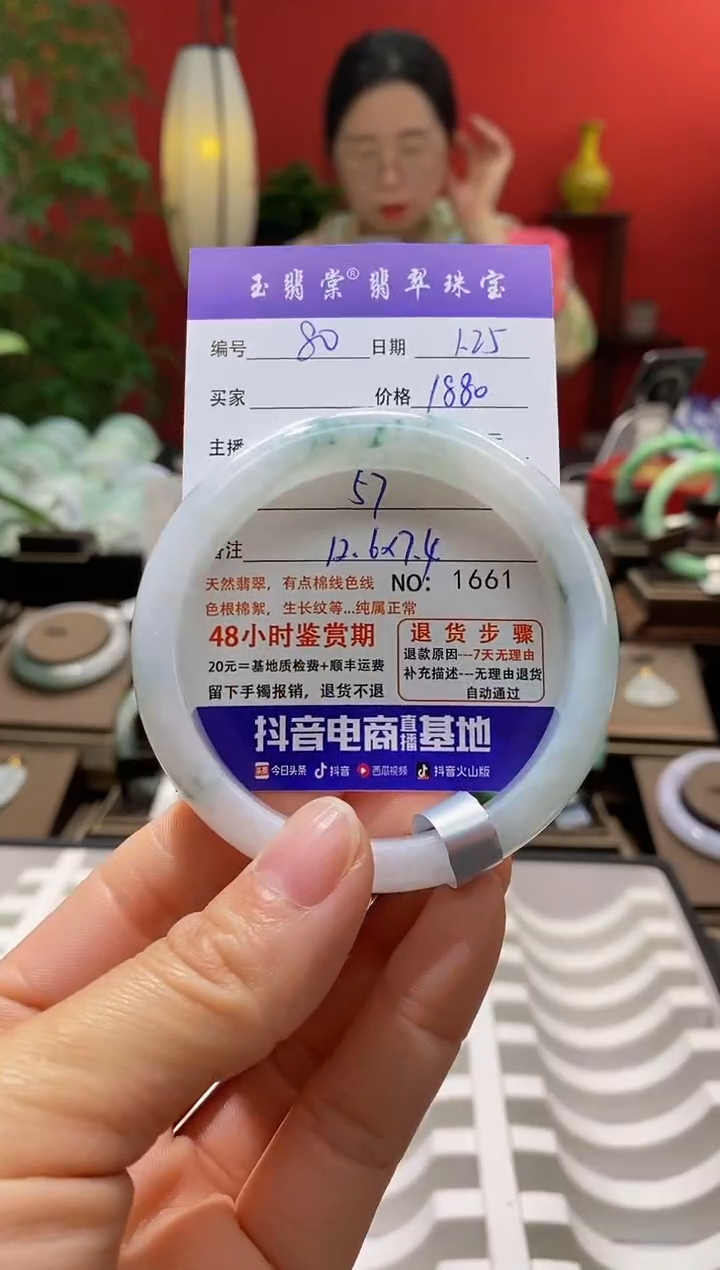 玉翡棠®翡翠珠宝
编号 80 日期 1.25
买家 价格 1880
主播
57
备注 12.6x7.4
天然翡翠，有点棉线色线 NO: 1661
色根棉絮，生长纹等...纯属正常
48小时鉴赏期
20元=基地质检费+顺丰运费
留下手镯报销，退货不退
退货步骤
退款原因---7天无理由
补充描述---无理由退货
自动通过
抖音电商直播基地
头条 今日头条 抖音 西瓜视频 抖音火山版